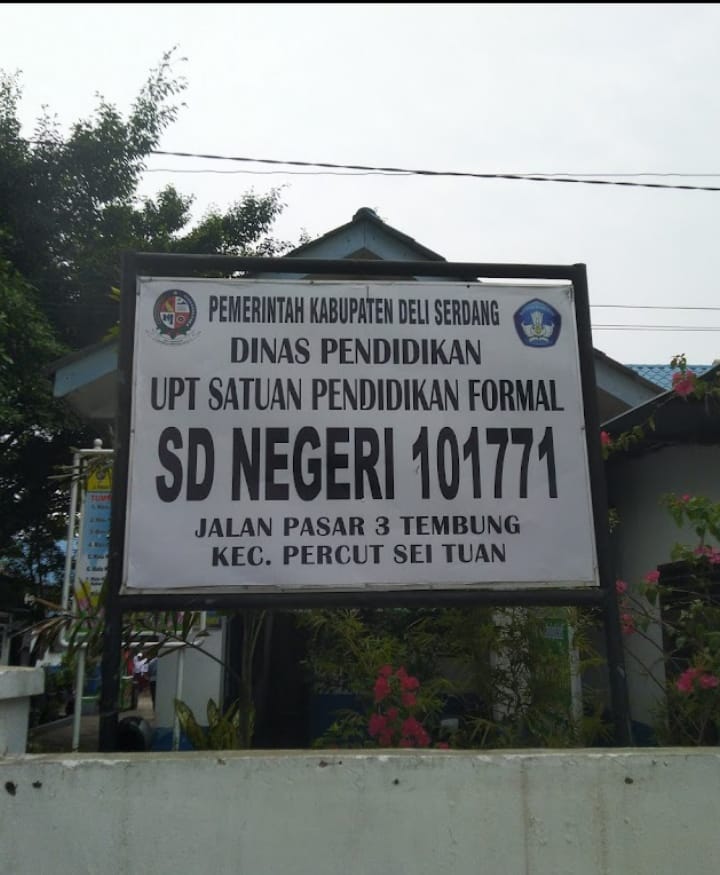 PEMERINTAH KABUPATEN DELI SERDANG
DINAS PENDIDIKAN
UPT SATUAN PENDIDIKAN FORMAL
SD NEGERI 101771
JALAN PASAR 3 TEMBUNG
KEC. PERCUT SEI TUAN